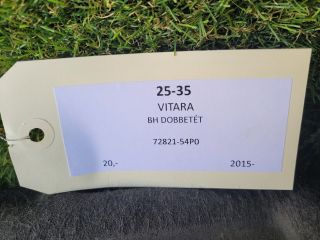 25-35
VITARA
BH DOBBETÉT
72821-54P0
20,- 2015-